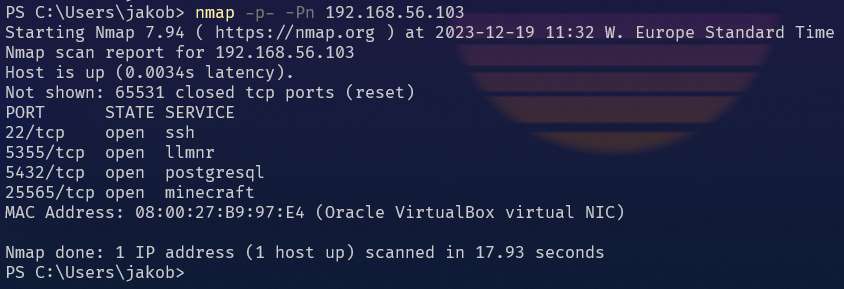 PS C:\Users\jakob> nmap -p- -Pn 192.168.56.103
Starting Nmap 7.94 ( https://nmap.org ) at 2023-12-19 11:32 W. Europe Standard Time
Nmap scan report for 192.168.56.103
Host is up (0.0034s latency).
Not shown: 65531 closed tcp ports (reset)
PORT      STATE SERVICE
22/tcp    open  ssh
5355/tcp  open  llmnr
5432/tcp  open  postgresql
25565/tcp open  minecraft
MAC Address: 08:00:27:B9:97:E4 (Oracle VirtualBox virtual NIC)
Nmap done: 1 IP address (1 host up) scanned in 17.93 seconds
PS C:\Users\jakob>